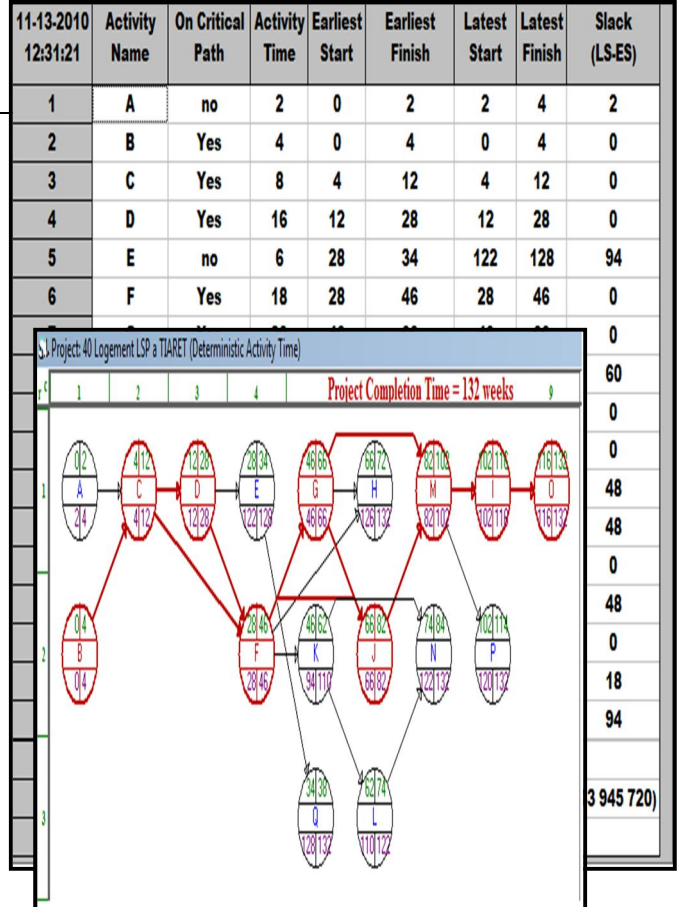 11-13-2010 Activity On Critical Activity Earliest Earliest Latest Latest Slack
12:31:21 Name Path Time Start Finish Start Finish (LS-ES)
1 A no 2 0 2 2 4 2
2 B Yes 4 0 4 0 4 0
3 C Yes 8 4 12 4 12 0
4 D Yes 16 12 28 12 28 0
5 E no 6 28 34 122 128 94
6 F Yes 18 28 46 28 46 0
0
60
0
0
48
48
0
48
0
18
94
3 945 720)
Project: 40 Logement LSP a TIARET (Deterministic Activity Time)
Project Completion Time = 132 weeks
r c 1 2 3 4 9
1
0 2 4 12 12 28 28 34 46 66 66 72 82 102 102 116 116 132
A C D E G H M I O
2 4 4 12 12 28 122 128 46 66 126 132 82 102 102 116 116 132
2
0 4 28 46 46 62 66 82 74 84 102 114
B F K J N P
0 4 28 46 94 110 66 82 122 132 120 132
3
34 38 62 74
Q L
128 132 110 122